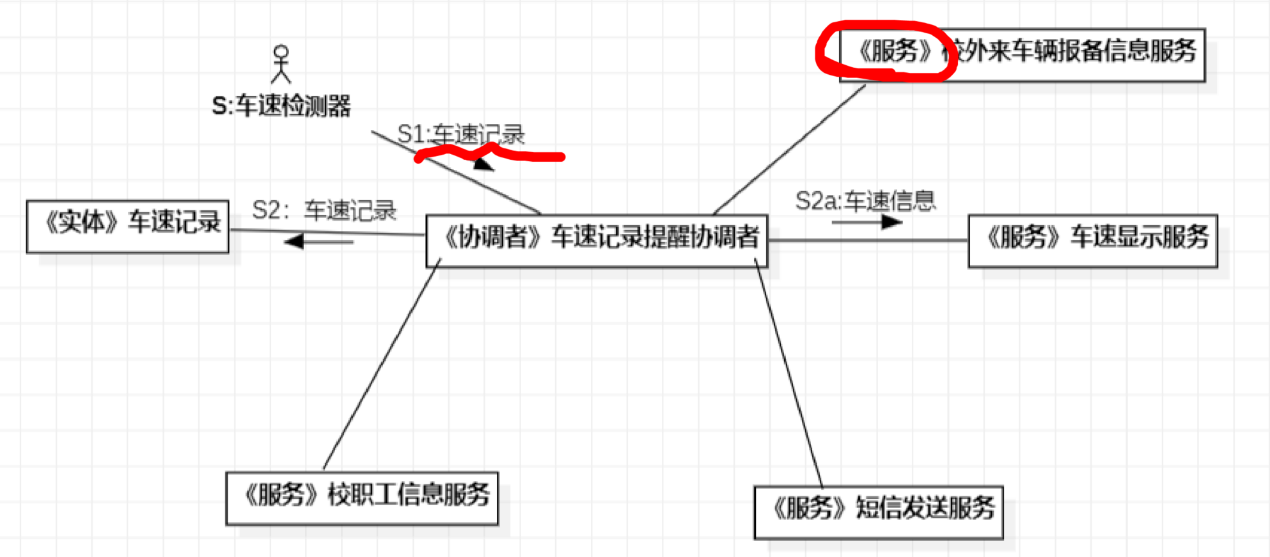 《服务》校外来车辆报备信息服务
S:车速检测器
S1:车速记录
S2：车速记录
S2a:车速信息
《实体》车速记录
《协调者》车速记录提醒协调者
《服务》车速显示服务
《服务》校职工信息服务
《服务》短信发送服务